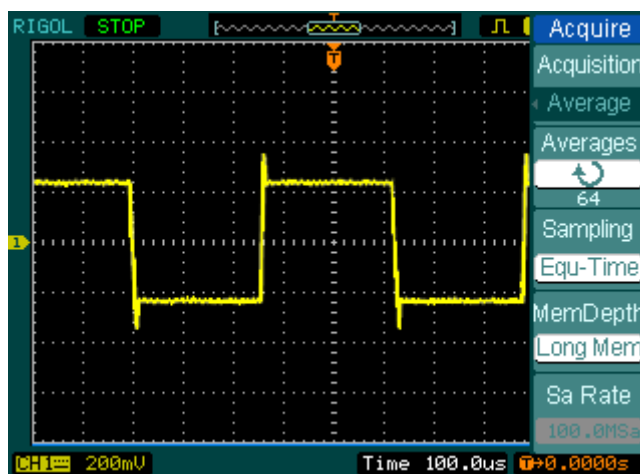 RIGOL STOP
T
T
1
Acquire
Acquisition
Average
Averages
64
Sampling
Equ-Time
MemDepth
Long Mem
Sa Rate
100.0MSa
CH1 200mV Time 100.0us T→0.0000s